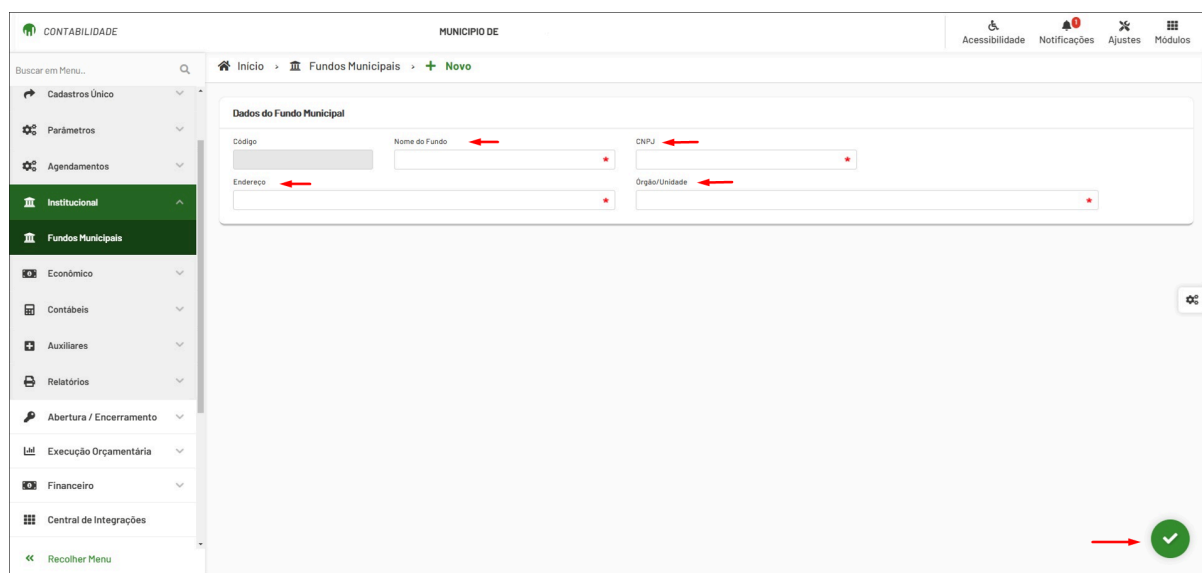 CONTABILIDADE
MUNICIPIO DE
Acessibilidade
1
Notificações
Ajustes
Módulos
Buscar em Menu..
Início › Fundos Municipais › + Novo
Cadastros Único
Parâmetros
Agendamentos
Institucional
Fundos Municipais
Econômico
Contábeis
Auxiliares
Relatórios
Abertura / Encerramento
Execução Orçamentária
Financeiro
Central de Integrações
Recolher Menu
Dados do Fundo Municipal
Código
Nome do Fundo
*
CNPJ
*
Endereço
*
Órgão/Unidade
*